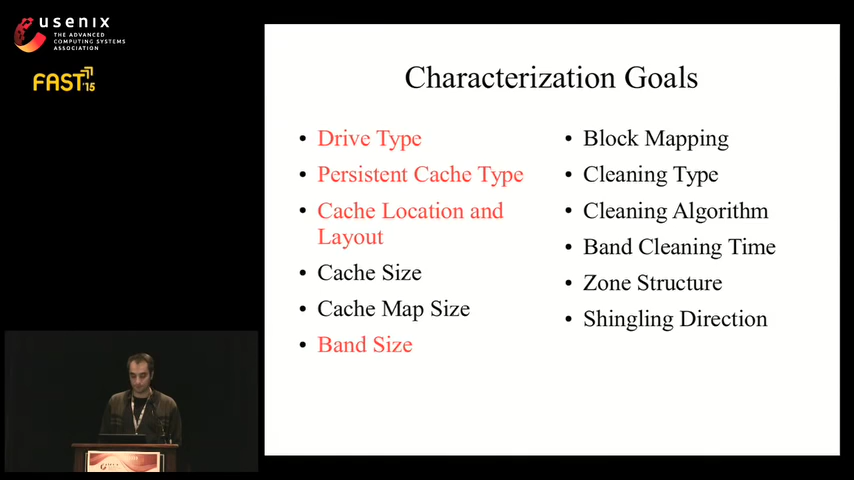 usenix
THE ADVANCED
COMPUTING SYSTEMS
ASSOCIATION
FAST'15
Characterization Goals
• Drive Type
• Persistent Cache Type
• Cache Location and
Layout
• Cache Size
• Cache Map Size
• Band Size
• Block Mapping
• Cleaning Type
• Cleaning Algorithm
• Band Cleaning Time
• Zone Structure
• Shingling Direction